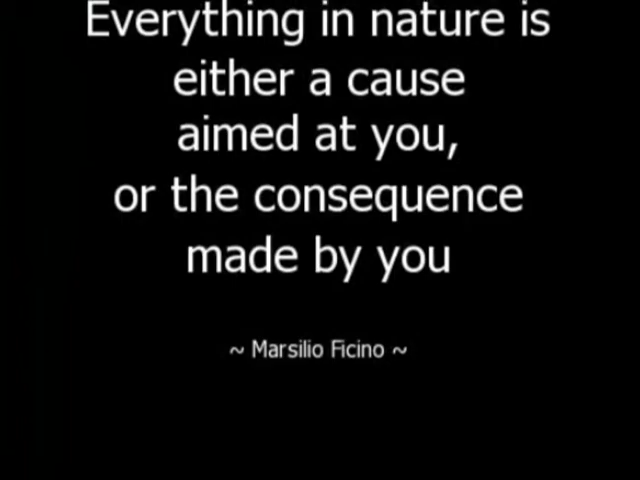 Everything in nature is
either a cause
aimed at you,
or the consequence
made by you
~ Marsilio Ficino ~